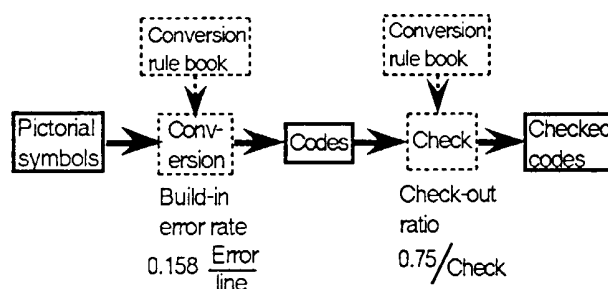 Conversion
rule book
Conversion
rule book
Pictorial
symbols
Conv-
ersion
Codes
Check
Checked
codes
Build-in
error rate
0.158 Error
line
Check-out
ratio
0.75/Check